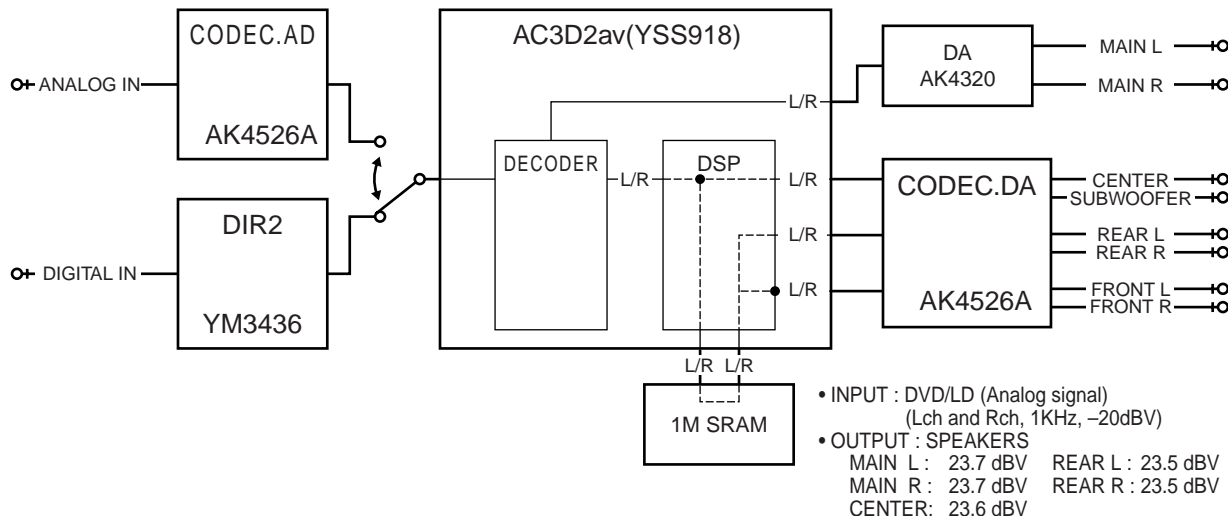 CODEC.AD
AK4526A
ANALOG IN
DIR2
YM3436
DIGITAL IN
AC3D2av(YSS918)
DECODER
L/R
L/R
DSP
L/R
L/R
L/R
L/R L/R
1M SRAM
DA
AK4320
MAIN L
MAIN R
CODEC.DA
AK4526A
CENTER
SUBWOOFER
REAR L
REAR R
FRONT L
FRONT R
• INPUT : DVD/LD (Analog signal)
(Lch and Rch, 1KHz, –20dBV)
• OUTPUT : SPEAKERS
MAIN L : 23.7 dBV REAR L : 23.5 dBV
MAIN R : 23.7 dBV REAR R : 23.5 dBV
CENTER: 23.6 dBV